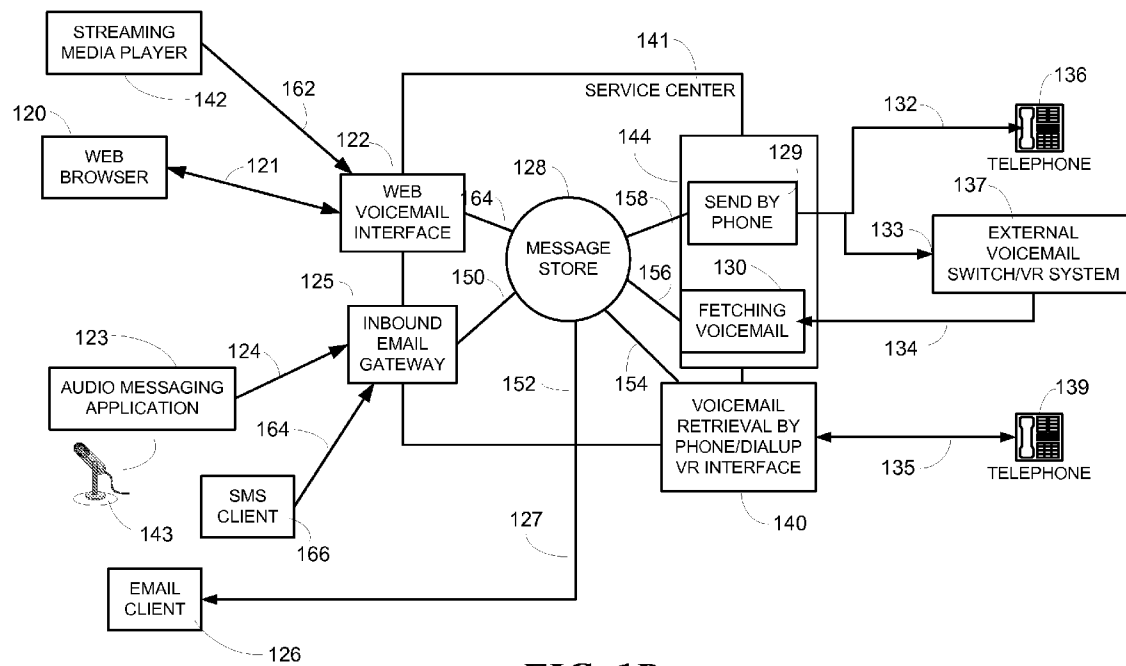 STREAMING
MEDIA PLAYER
142
120
WEB
BROWSER
121
162
122
WEB
VOICEMAIL
INTERFACE
164
141
SERVICE CENTER
128
MESSAGE
STORE
144
129
SEND BY
PHONE
158
130
FETCHING
VOICEMAIL
156
154
132
136
TELEPHONE
137
133
EXTERNAL
VOICEMAIL
SWITCH/VR SYSTEM
134
125
INBOUND
EMAIL
GATEWAY
150
123
AUDIO MESSAGING
APPLICATION
124
143
164
SMS
CLIENT
166
152
127
VOICEMAIL
RETRIEVAL BY
PHONE/DIALUP
VR INTERFACE
140
135
139
TELEPHONE
EMAIL
CLIENT
126